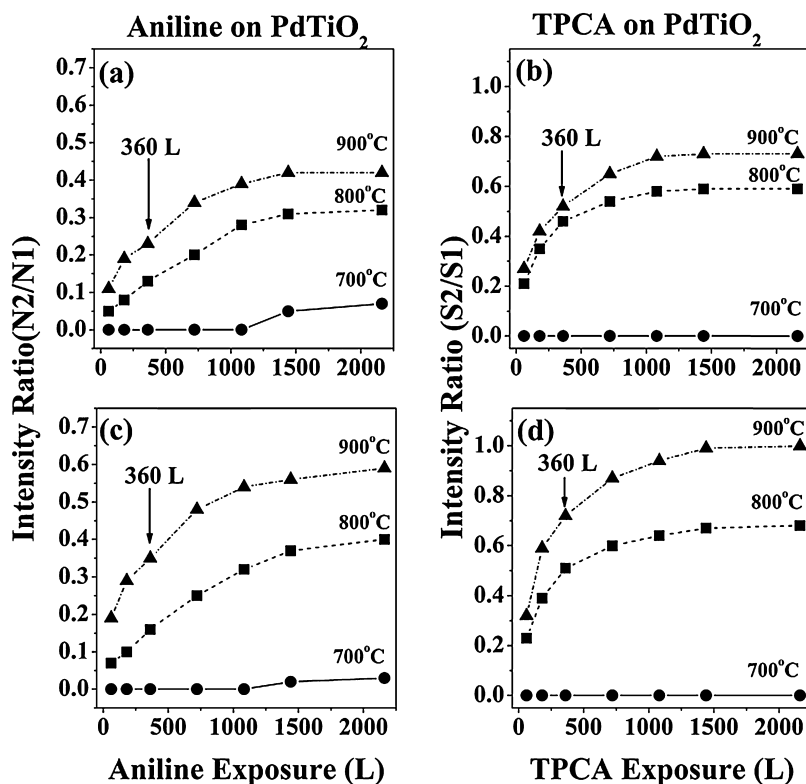 Aniline on PdTiO₂
TPCA on PdTiO₂
Intensity Ratio(N2/N1)
(a)
0.7
0.6
0.5
0.4
0.3
0.2
0.1
0.0
360 L
900°C
800°C
700°C
0 500 1000 1500 2000
Intensity Ratio (S2/S1)
(b)
1.0
0.8
0.6
0.4
0.2
0.0
360 L
900°C
800°C
700°C
0 500 1000 1500 2000
(c)
0.7
0.6
0.5
0.4
0.3
0.2
0.1
0.0
360 L
900°C
800°C
700°C
0 500 1000 1500 2000
Aniline Exposure (L)
(d)
1.0
0.8
0.6
0.4
0.2
0.0
360 L
900°C
800°C
700°C
0 500 1000 1500 2000
TPCA Exposure (L)